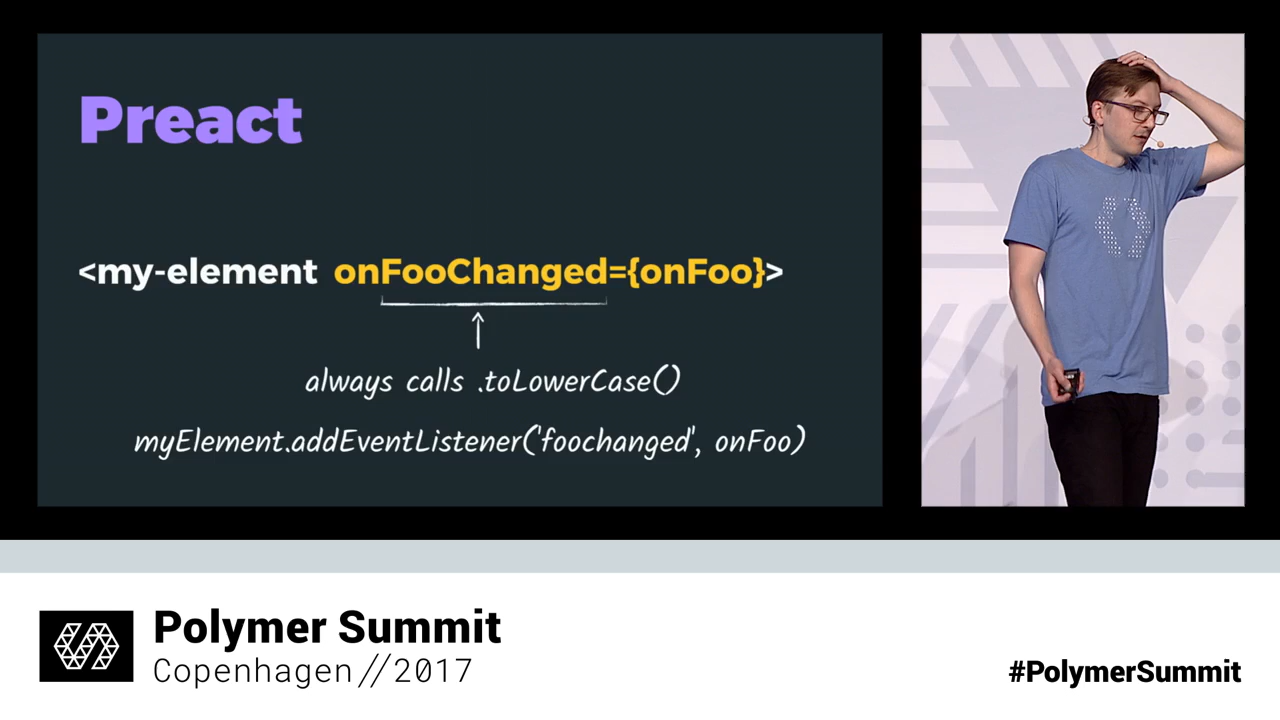 Preact
<my-element onFooChanged={onFoo}>
always calls .toLowerCase()
myElement.addEventListener('foochanged', onFoo)
Polymer Summit
Copenhagen//2017
#PolymerSummit